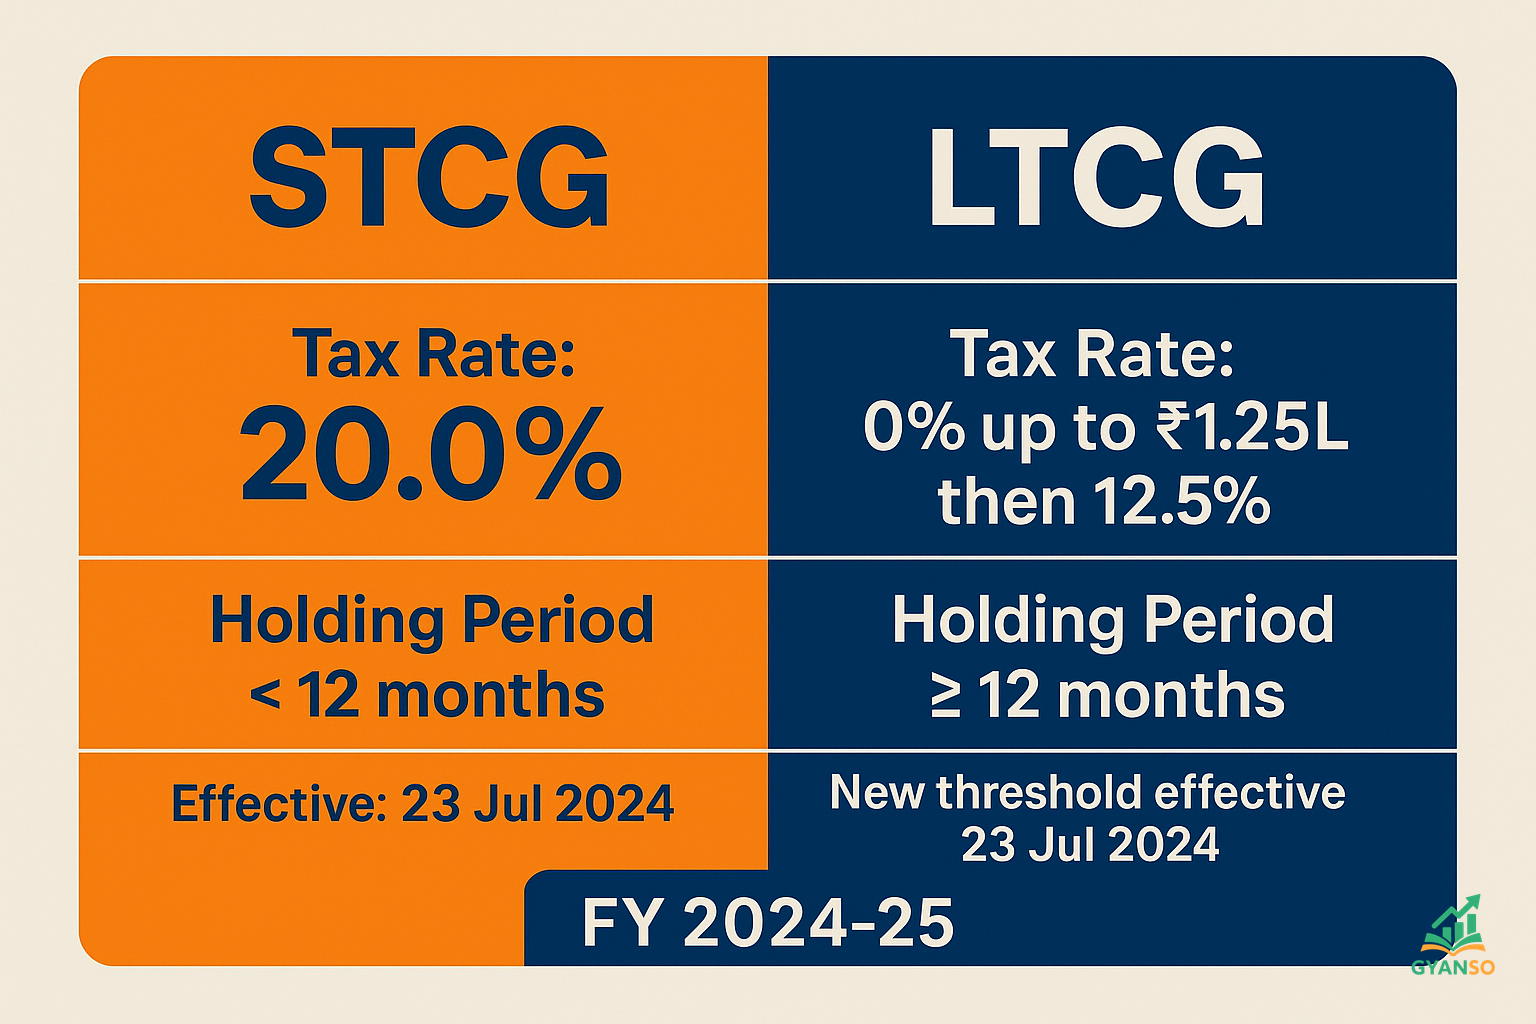 STCG
LTCG
Tax Rate:
20.0%
Tax Rate:
0% up to ₹1.25L
then 12.5%
Holding Period
< 12 months
Holding Period
≥ 12 months
Effective: 23 Jul 2024
New threshold effective
23 Jul 2024
FY 2024-25
GYANSO